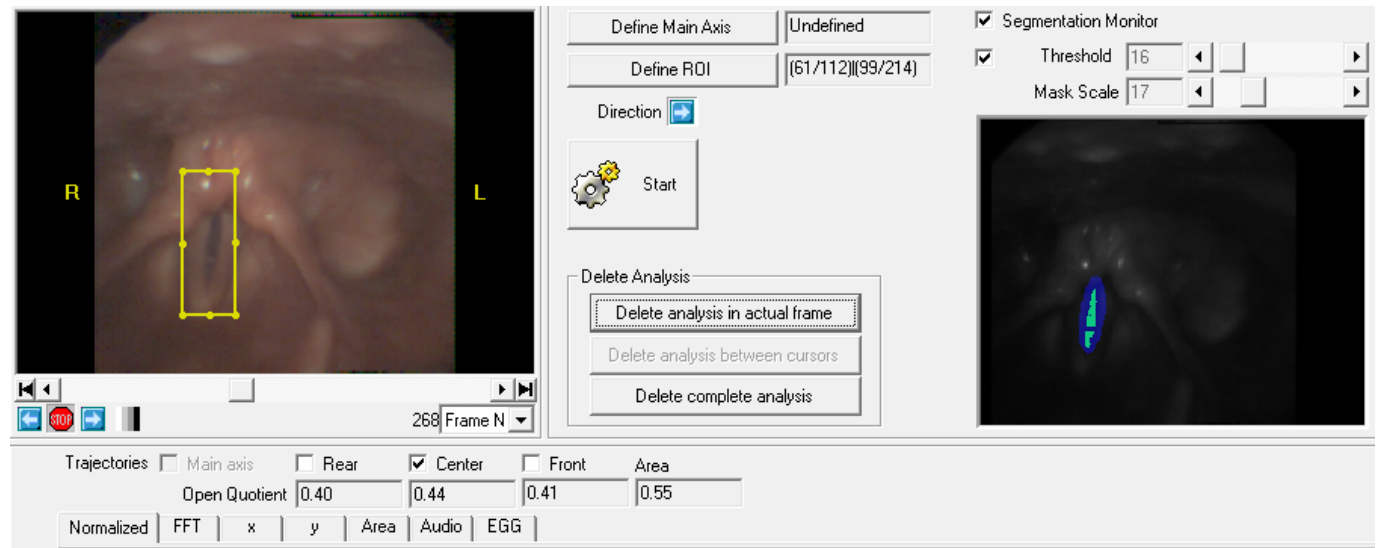 R
L
268 Frame N
Define Main Axis Undefined
Define ROI (61/112)|(99/214)
Direction
Start
Delete Analysis
Delete analysis in actual frame
Delete analysis between cursors
Delete complete analysis
Segmentation Monitor
Threshold 16
Mask Scale 17
Trajectories Main axis Rear Center Front Area
Open Quotient 0.40 0.44 0.41 0.55
Normalized FFT x y Area Audio EGG
STOP